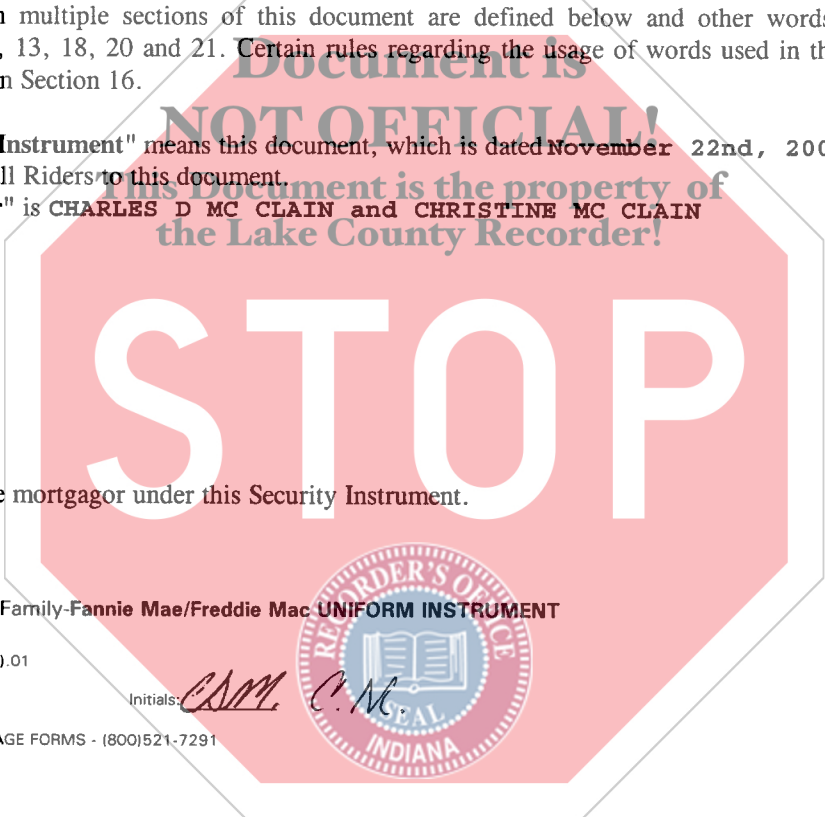 multiple sections of this document are defined below and other words
, 13, 18, 20 and 21. Certain rules regarding the usage of words used in th
n Section 16.
Document is
NOT OFFICIAL!
Instrument" means this document, which is dated November 22nd, 200
ll Riders to this document.
This Document is the property of
" is CHARLES D MC CLAIN and CHRISTINE MC CLAIN
the Lake County Recorder!
STOP
e mortgagor under this Security Instrument.
Family-Fannie Mae/Freddie Mac UNIFORM INSTRUMENT
RECORDER'S OFFICE
).01
Initials: CDM. C.M.
SEAL
INDIANA
AGE FORMS - (800)521-7291